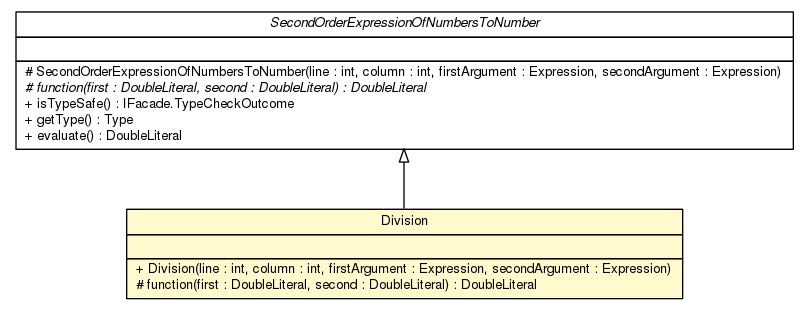 SecondOrderExpressionOfNumbersToNumber
# SecondOrderExpressionOfNumbersToNumber(line : int, column : int, firstArgument : Expression, secondArgument : Expression)
# function(first : DoubleLiteral, second : DoubleLiteral) : DoubleLiteral
+ isTypeSafe() : IFacade.TypeCheckOutcome
+ getType() : Type
+ evaluate() : DoubleLiteral
Division
+ Division(line : int, column : int, firstArgument : Expression, secondArgument : Expression)
# function(first : DoubleLiteral, second : DoubleLiteral) : DoubleLiteral